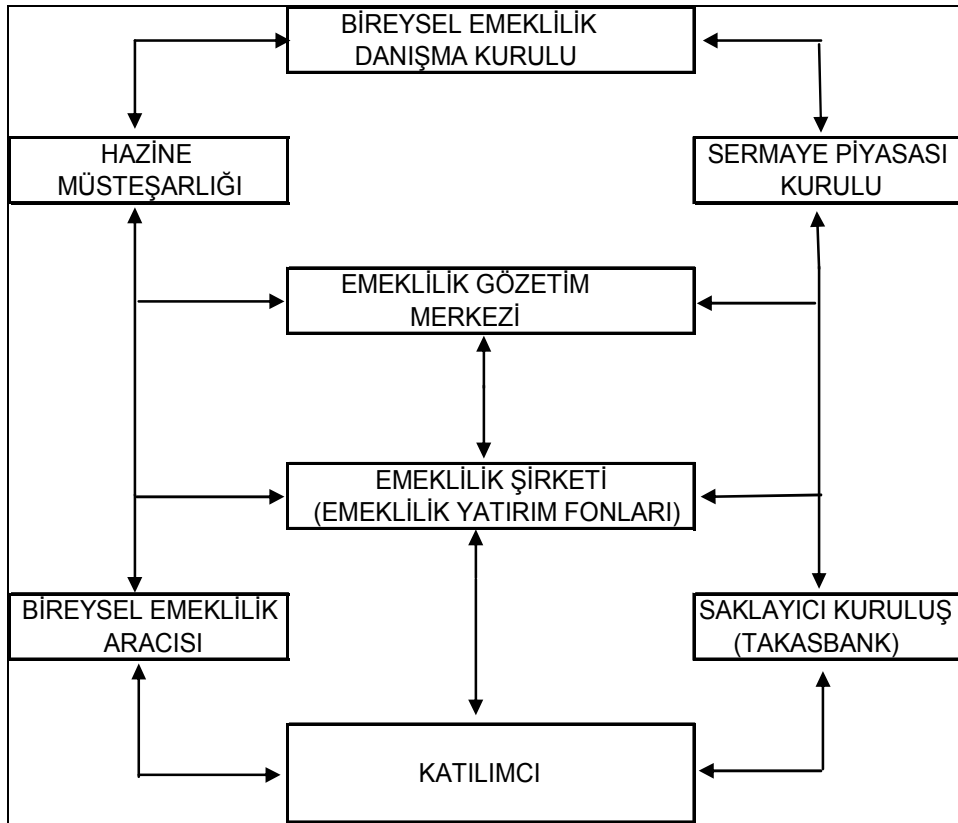 BİREYSEL EMEKLİLİK
DANIŞMA KURULU
HAZİNE
MÜSTEŞARLIĞI
SERMAYE PİYASASI
KURULU
EMEKLİLİK GÖZETİM
MERKEZİ
EMEKLİLİK ŞİRKETİ
(EMEKLİLİK YATIRIM FONLARI)
BİREYSEL EMEKLİLİK
ARACISI
SAKLAYICI KURULUŞ
(TAKASBANK)
KATILIMCI